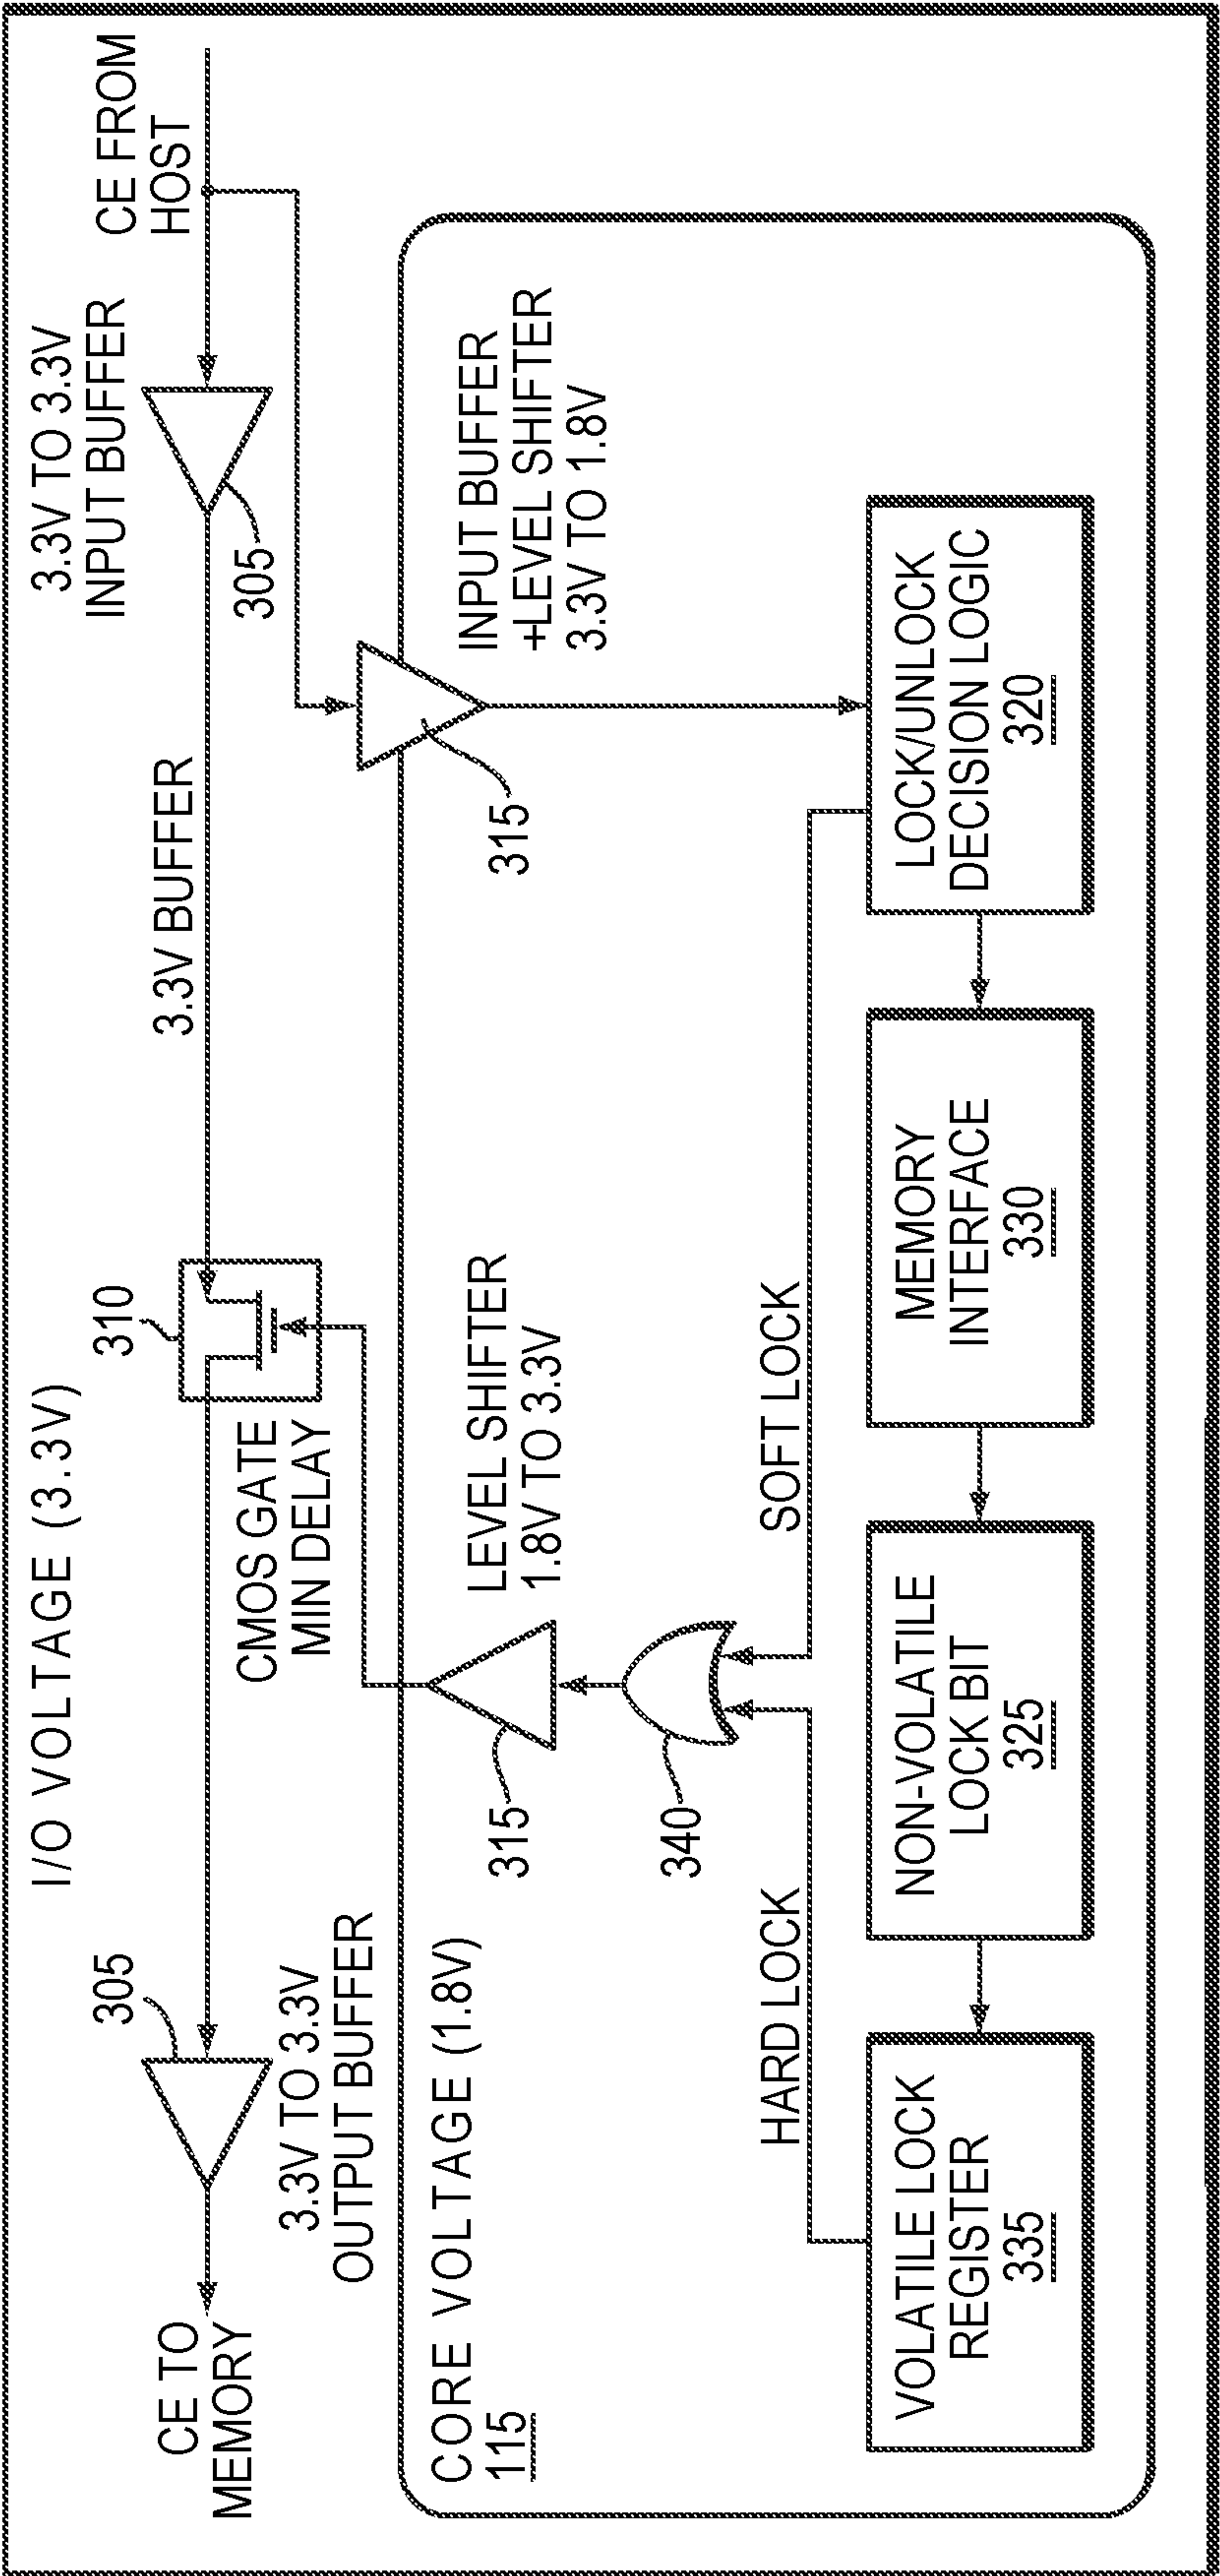 I/O VOLTAGE (3.3V)
CE TO
MEMORY
305
3.3V TO 3.3V
OUTPUT BUFFER
310
CMOS GATE
MIN DELAY
3.3V BUFFER
3.3V TO 3.3V
INPUT BUFFER
305
CE FROM
HOST
CORE VOLTAGE (1.8V)
115
LEVEL SHIFTER
1.8V TO 3.3V
315
340
INPUT BUFFER
+LEVEL SHIFTER
3.3V TO 1.8V
315
HARD LOCK
SOFT LOCK
VOLATILE LOCK
REGISTER
335
NON-VOLATILE
LOCK BIT
325
MEMORY
INTERFACE
330
LOCK/UNLOCK
DECISION LOGIC
320